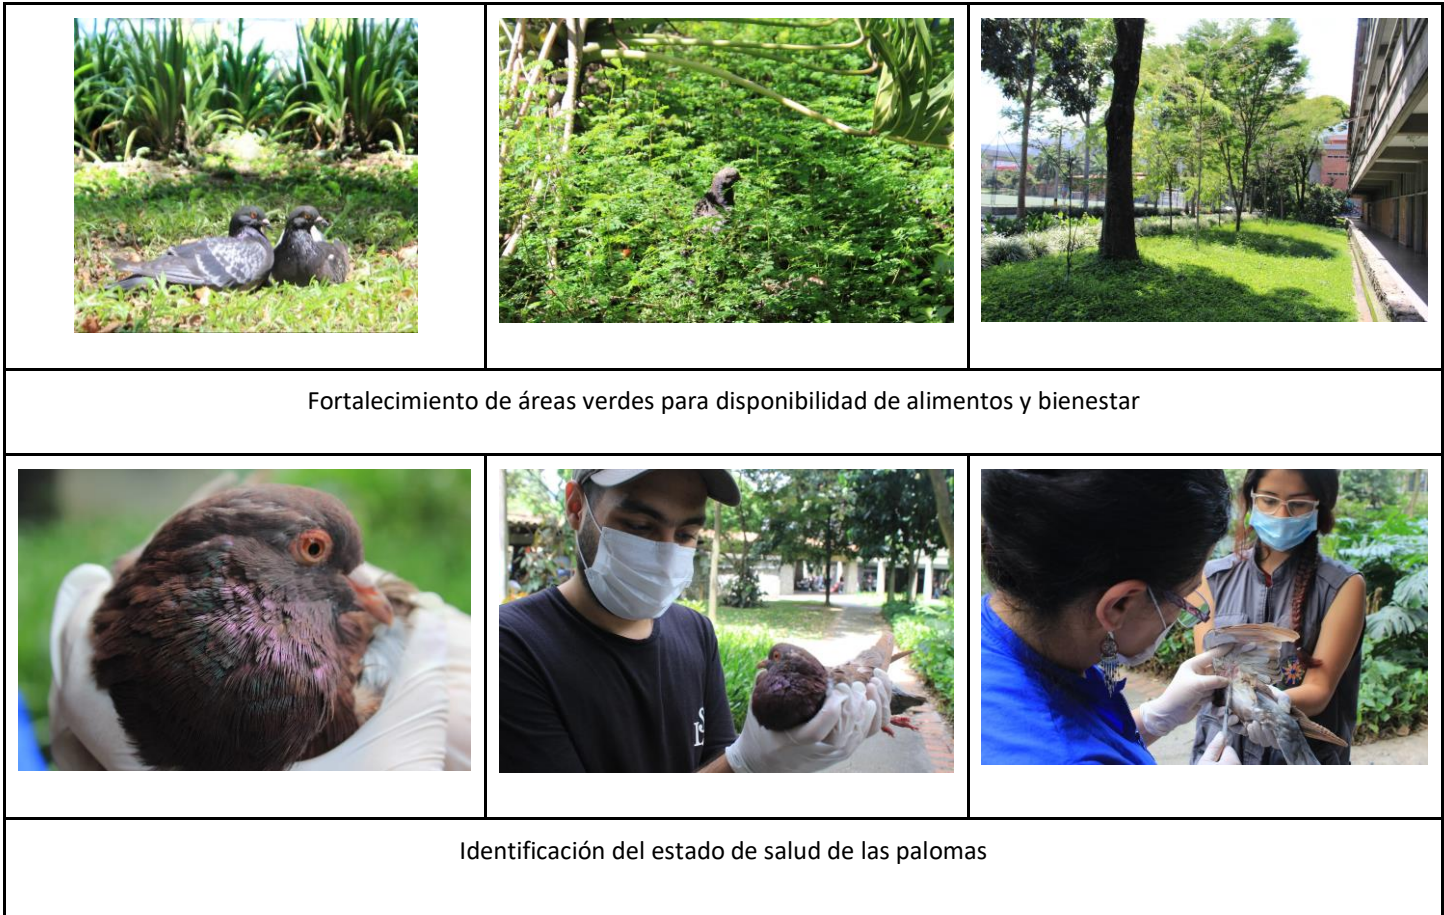 Fortalecimiento de áreas verdes para disponibilidad de alimentos y bienestar
Identificación del estado de salud de las palomas